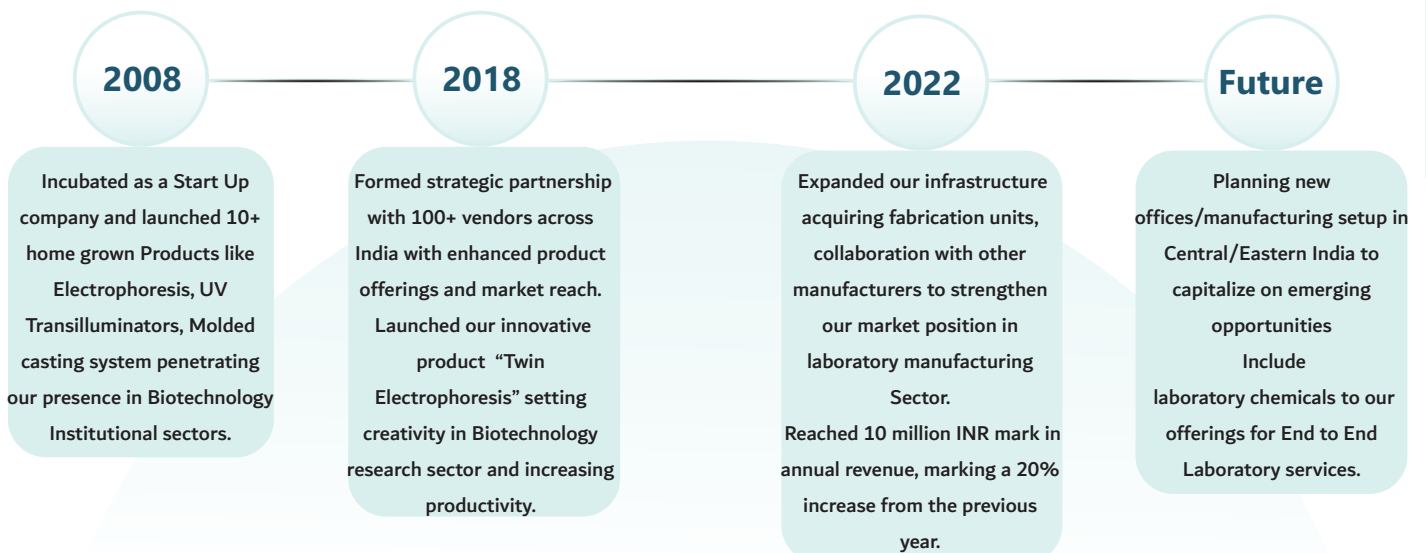 2008
Incubated as a Start Up
company and launched 10+
home grown Products like
Electrophoresis, UV
Transilluminators, Molded
casting system penetrating
our presence in Biotechnology
Institutional sectors.
2018
Formed strategic partnership
with 100+ vendors across
India with enhanced product
offerings and market reach.
Launched our innovative
product “Twin
Electrophoresis” setting
creativity in Biotechnology
research sector and increasing
productivity.
2022
Expanded our infrastructure
acquiring fabrication units,
collaboration with other
manufacturers to strengthen
our market position in
laboratory manufacturing
Sector.
Reached 10 million INR mark in
annual revenue, marking a 20%
increase from the previous
year.
Future
Planning new
offices/manufacturing setup in
Central/Eastern India to
capitalize on emerging
opportunities
Include
laboratory chemicals to our
offerings for End to End
Laboratory services.